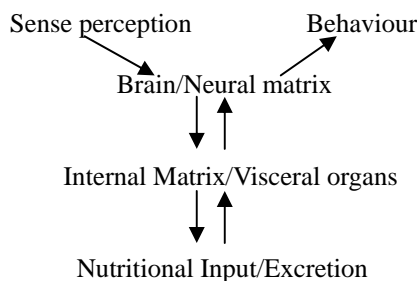 Sense perception Behaviour
Brain/Neural matrix
Internal Matrix/Visceral organs
Nutritional Input/Excretion